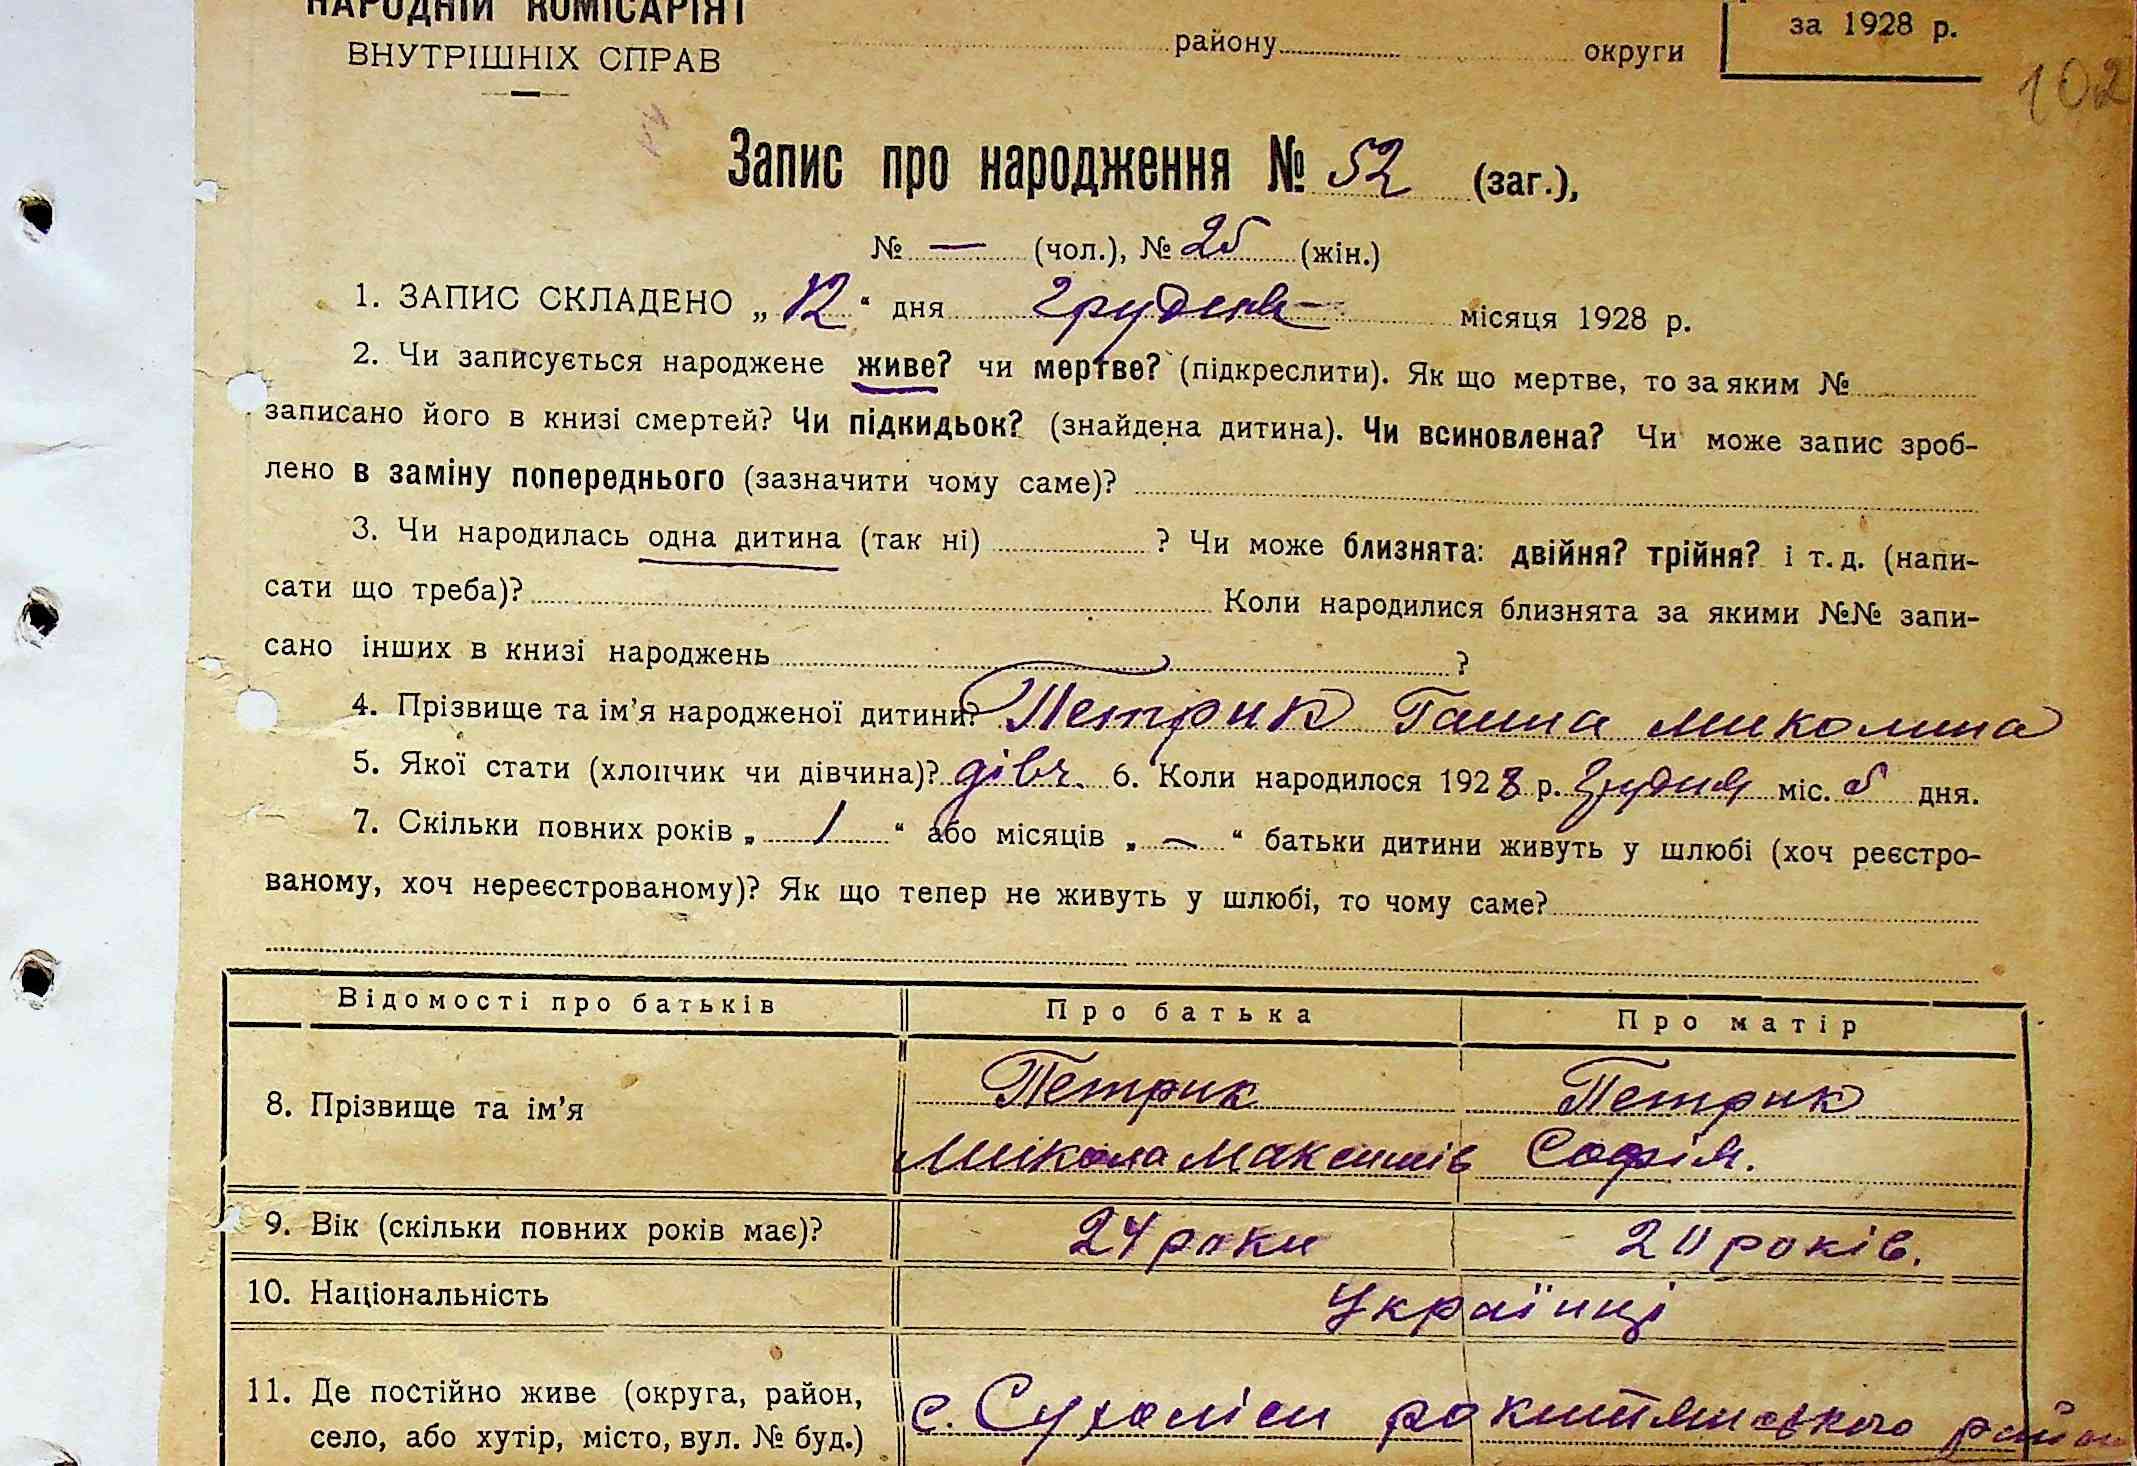 НАРОДНІЙ КОМІСАРІЯТ
ВНУТРІШНІХ СПРАВ
району округи
за 1928 р.
102
Запис про народження № 52 (заг.),
№ — (чол.), № 25 (жін.)
1. ЗАПИС СКЛАДЕНО „12“ дня Грудень місяця 1928 р.
2. Чи записується народжене живе? чи мертве? (підкреслити). Як що мертве, то за яким №
записано його в книзі смертей? Чи підкидьок? (знайдена дитина). Чи всиновлена? Чи може запис зроб-
лено в заміну попереднього (зазначити чому саме)?
3. Чи народилась одна дитина (так ні) ? Чи може близнята: двійня? трійня? і т. д. (напи-
сати що треба)? Коли народилися близнята за якими №№ запи-
сано інших в книзі народжень ?
4. Прізвище та ім'я народженої дитини? Петрик Ганна Миколина
5. Якої стати (хлопчик чи дівчина)? дівч. 6. Коли народилося 1928 р. Грудня міс. 5 дня.
7. Скільки повних років „ 1 “ або місяців „ — “ батьки дитини живуть у шлюбі (хоч реєстро-
ваному, хоч нереєстрованому)? Як що тепер не живуть у шлюбі, то чому саме?
Відомості про батьків Про батька Про матір
8. Прізвище та ім'я Петрик Петрик
Микола Максимів Софія.
9. Вік (скільки повних років має)? 24 роки 20 років.
10. Національність Українці
11. Де постійно живе (округа, район,
село, або хутір, місто, вул. № буд.) с. Сухоліси рокитянського район